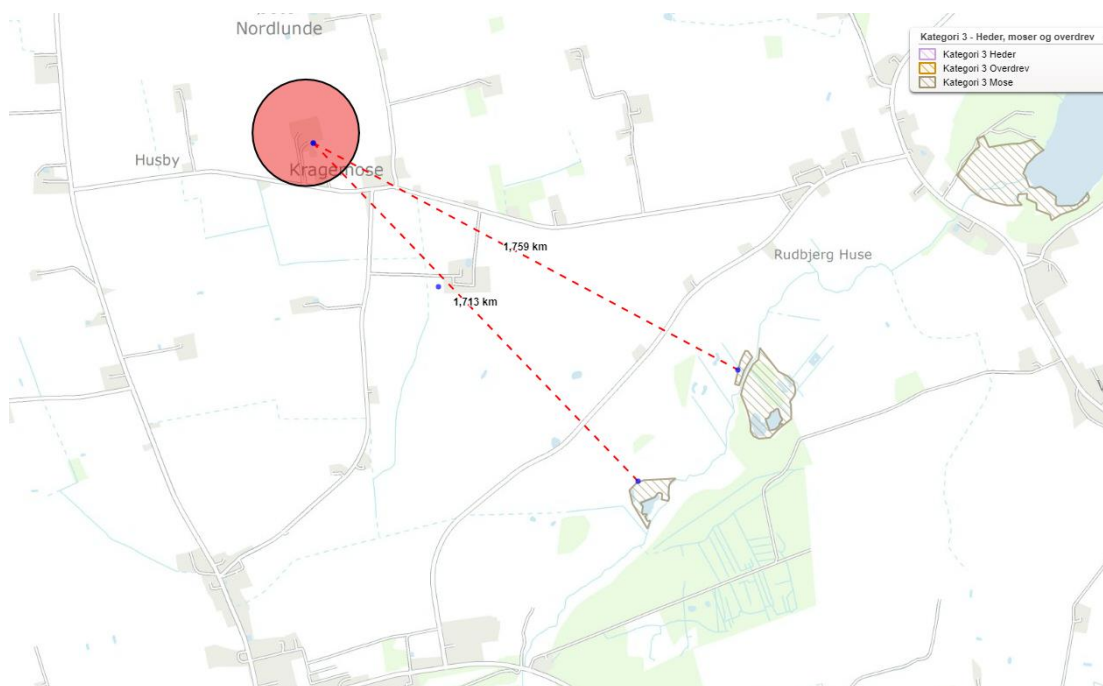 Nordlunde
Kategori 3 - Heder, moser og overdrev
Kategori 3 Heder
Kategori 3 Overdrev
Kategori 3 Mose
Husby
Kragemose
1,759 km
Rudbjerg Huse
1,713 km